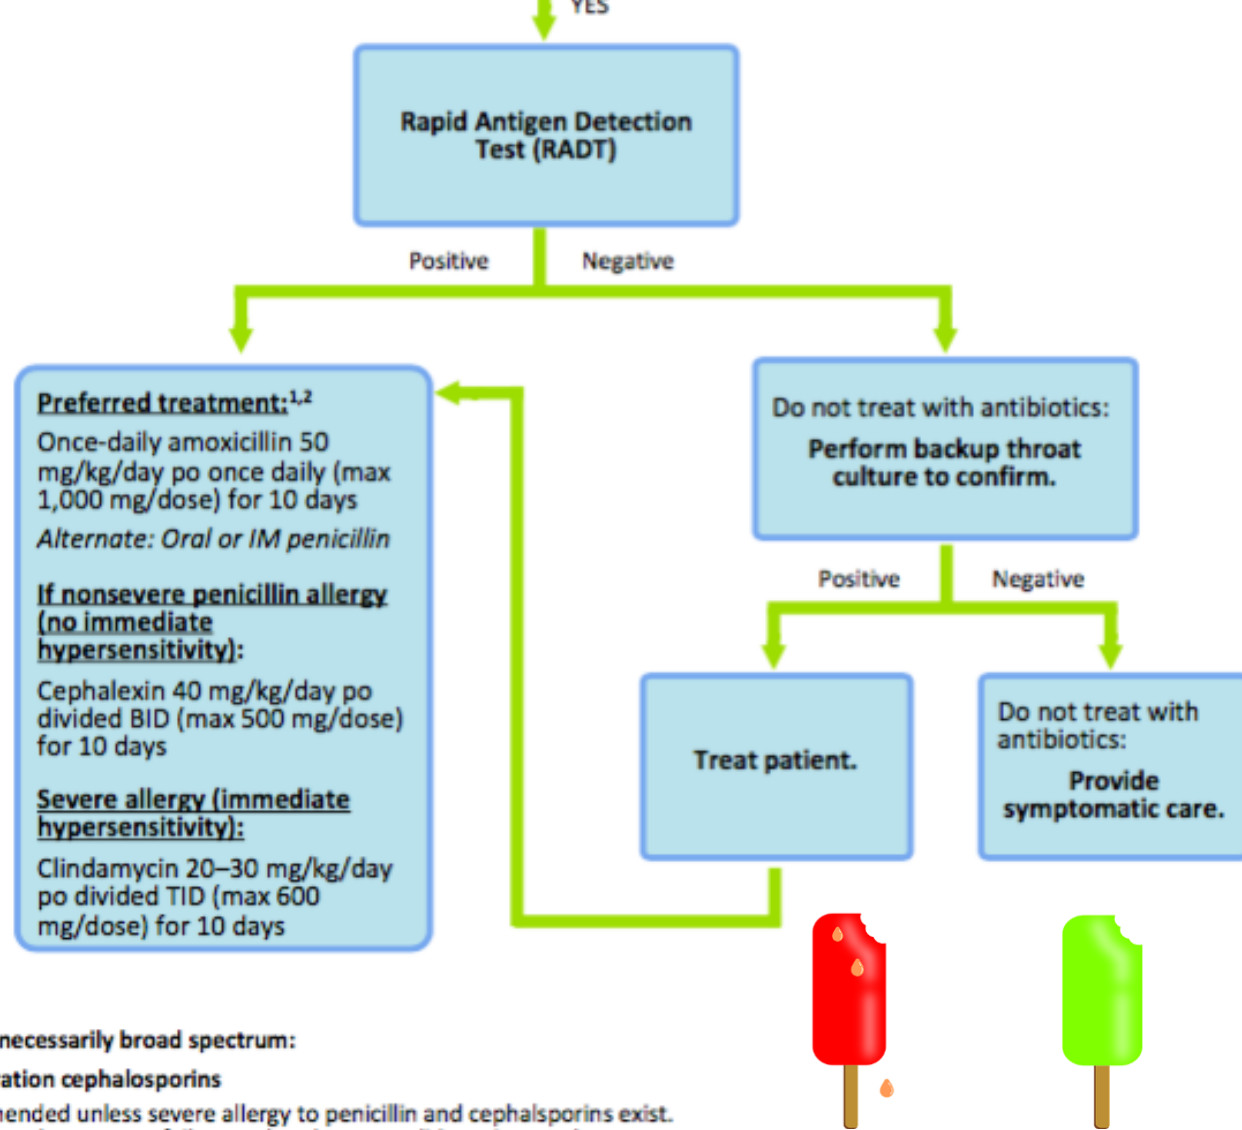 YES
Rapid Antigen Detection
Test (RADT)
Positive
Negative
Preferred treatment:1,2
Once-daily amoxicillin 50
mg/kg/day po once daily (max
1,000 mg/dose) for 10 days
Alternate: Oral or IM penicillin
If nonsevere penicillin allergy
(no immediate
hypersensitivity):
Cephalexin 40 mg/kg/day po
divided BID (max 500 mg/dose)
for 10 days
Severe allergy (immediate
hypersensitivity):
Clindamycin 20–30 mg/kg/day
po divided TID (max 600
mg/dose) for 10 days
Do not treat with antibiotics:
Perform backup throat
culture to confirm.
Positive
Negative
Treat patient.
Do not treat with
antibiotics:
Provide
symptomatic care.
necessarily broad spectrum:
ation cephalosporins
ended unless severe allergy to penicillin and cephalsporins exist.